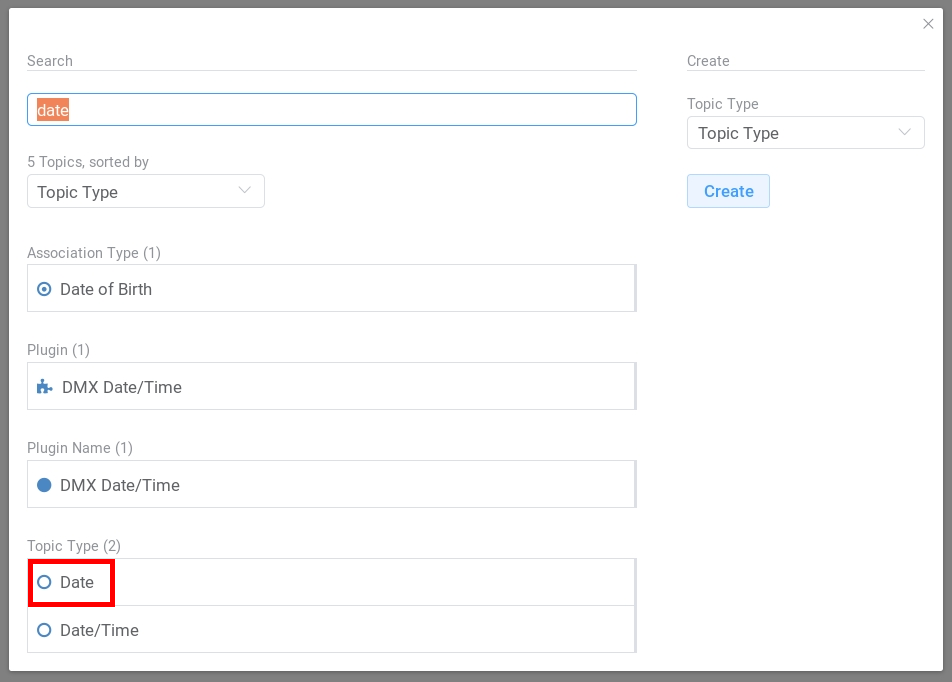 Search
date
5 Topics, sorted by
Topic Type
Association Type (1)
Date of Birth
Plugin (1)
DMX Date/Time
Plugin Name (1)
DMX Date/Time
Topic Type (2)
Date
Date/Time
Create
Topic Type
Topic Type
Create